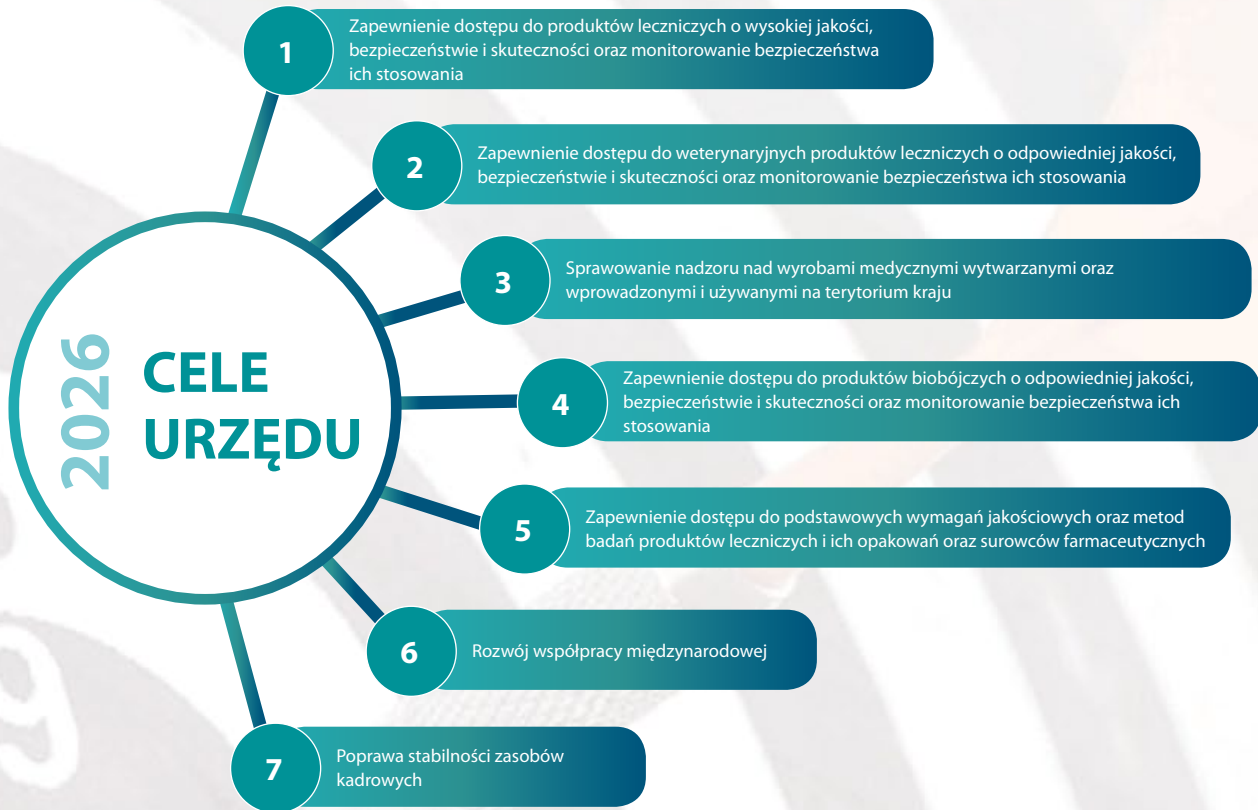 1
Zapewnienie dostępu do produktów leczniczych o wysokiej jakości,
bezpieczeństwie i skuteczności oraz monitorowanie bezpieczeństwa
ich stosowania
2
Zapewnienie dostępu do weterynaryjnych produktów leczniczych o odpowiedniej jakości,
bezpieczeństwie i skuteczności oraz monitorowanie bezpieczeństwa ich stosowania
3
Sprawowanie nadzoru nad wyrobami medycznymi wytwarzanymi oraz
wprowadzonymi i używanymi na terytorium kraju
2026
CELE
URZĘDU
4
Zapewnienie dostępu do produktów biobójczych o odpowiedniej jakości,
bezpieczeństwie i skuteczności oraz monitorowanie bezpieczeństwa ich
stosowania
5
Zapewnienie dostępu do podstawowych wymagań jakościowych oraz metod
badań produktów leczniczych i ich opakowań oraz surowców farmaceutycznych
6
Rozwój współpracy międzynarodowej
7
Poprawa stabilności zasobów
kadrowych
9